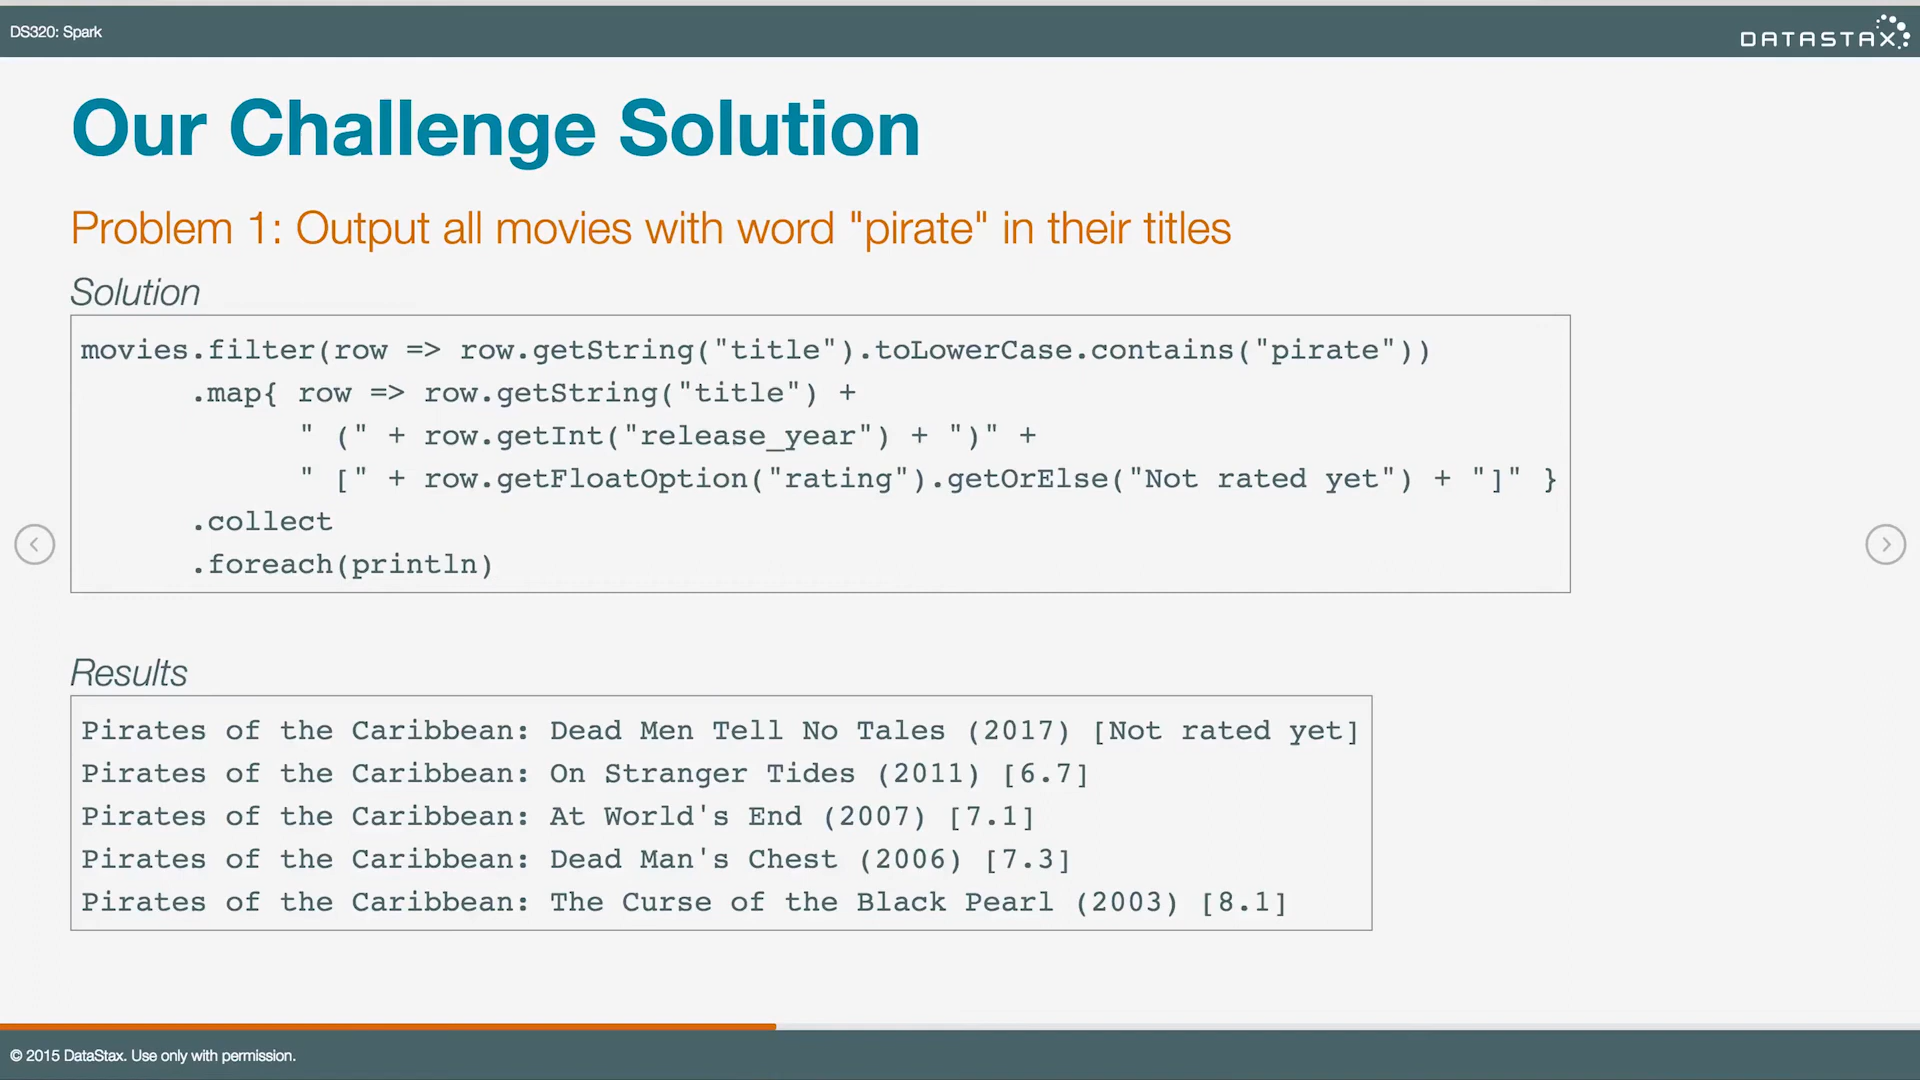 DS320: Spark
DATASTAX
Our Challenge Solution
Problem 1: Output all movies with word "pirate" in their titles
Solution
movies.filter(row => row.getString("title").toLowerCase.contains("pirate"))
.map{ row => row.getString("title") +
" (" + row.getInt("release_year") + ")" +
" [" + row.getFloatOption("rating").getOrElse("Not rated yet") + "]" }
.collect
.foreach(println)
Results
Pirates of the Caribbean: Dead Men Tell No Tales (2017) [Not rated yet]
Pirates of the Caribbean: On Stranger Tides (2011) [6.7]
Pirates of the Caribbean: At World's End (2007) [7.1]
Pirates of the Caribbean: Dead Man's Chest (2006) [7.3]
Pirates of the Caribbean: The Curse of the Black Pearl (2003) [8.1]
© 2015 DataStax. Use only with permission.